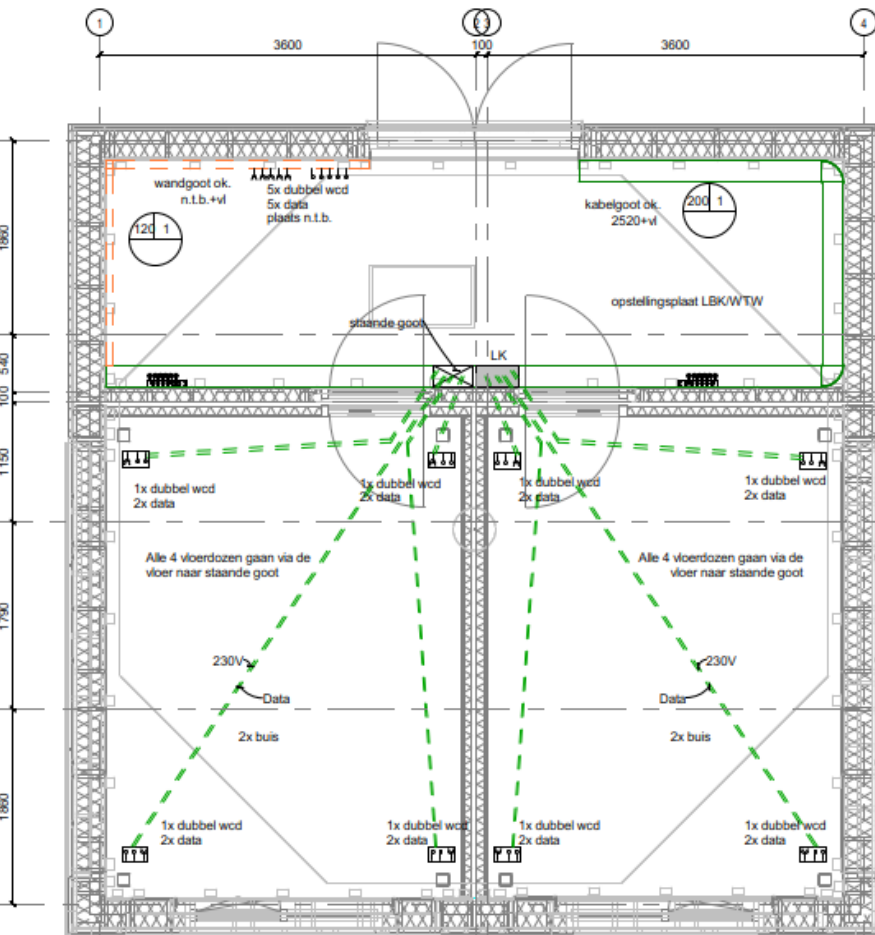 1
2
3
4
3600
100
3600
wandgoot ok.
n.t.b.+vl
5x dubbel wcd
5x data
plaats n.t.b.
120 1
kabelgoot ok.
2520+vl
200 1
opstellingsplaat LBK/WTW
staande goot
LK
1860
540
100
1150
1790
1860
1x dubbel wcd
2x data
1x dubbel wcd
2x data
1x dubbel wcd
2x data
1x dubbel wcd
2x data
Alle 4 vloerdozen gaan via de
vloer naar staande goot
Alle 4 vloerdozen gaan via de
vloer naar staande goot
230V
Data
2x buis
230V
Data
2x buis
1x dubbel wcd
2x data
1x dubbel wcd
2x data
1x dubbel wcd
2x data
1x dubbel wcd
2x data